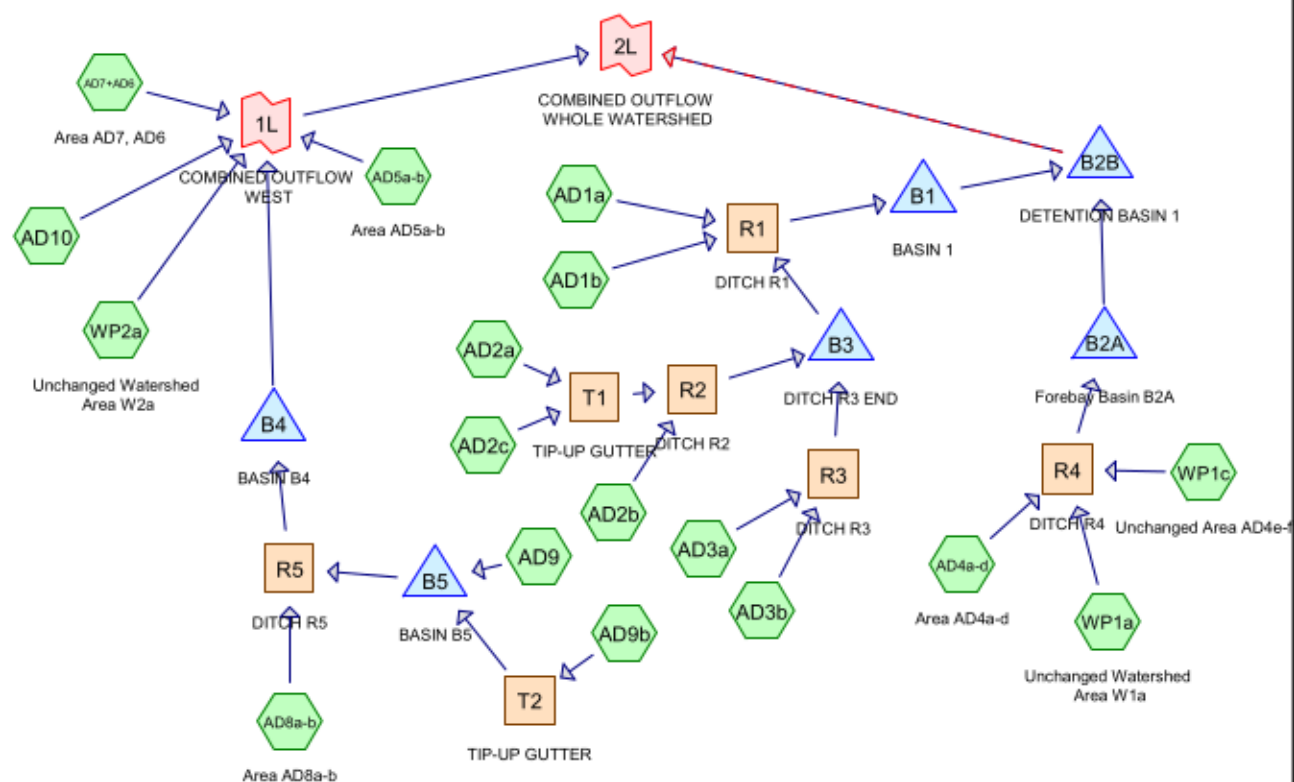 2L
AD7+AD6
COMBINED OUTFLOW
WHOLE WATERSHED
1L
Area AD7, AD6
B2B
COMBINED OUTFLOW
WEST
AD5a-b
AD1a
B1
DETENTION BASIN 1
AD10
Area AD5a-b
R1
BASIN 1
AD1b
DITCH R1
WP2a
AD2a
B3
B2A
Unchanged Watershed
Area W2a
T1
R2
DITCH R3 END
Forebay Basin B2A
B4
AD2c
TIP-UP GUTTER
DITCH R2
BASIN B4
R3
R4
WP1c
AD2b
DITCH R3
DITCH R4
Unchanged Area AD4e-f
R5
B5
AD9
AD3a
AD4a-d
DITCH R5
BASIN B5
AD9b
AD3b
Area AD4a-d
WP1a
Unchanged Watershed
Area W1a
AD8a-b
T2
TIP-UP GUTTER
Area AD8a-b